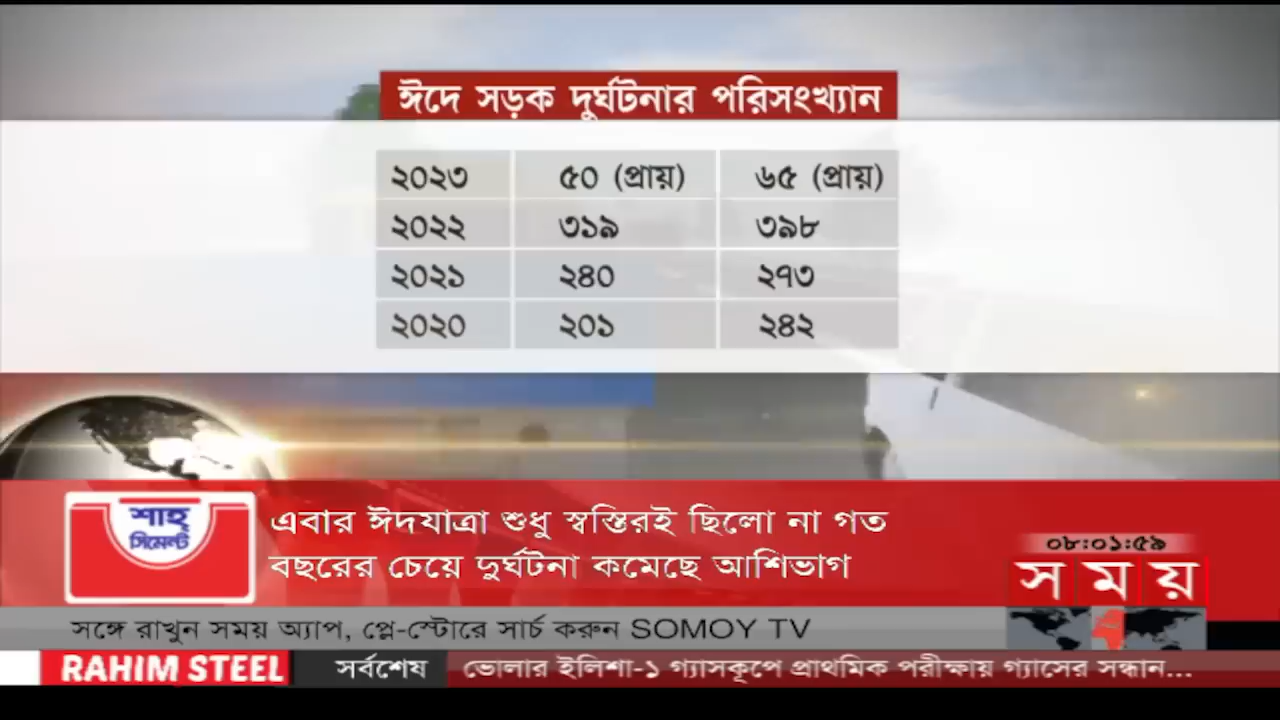 ঈদে সড়ক দুর্ঘটনার পরিসংখ্যান
২০২৩ ৫০ (প্রায়) ৬৫ (প্রায়)
২০২২ ৩১৯ ৩৯৮
২০২১ ২৪০ ২৭৩
২০২০ ২০১ ২৪২
শাহ্ সিমেন্ট
এবার ঈদযাত্রা শুধু স্বস্তিরই ছিলো না গত
বছরের চেয়ে দুর্ঘটনা কমেছে আশিভাগ
০৮:০১:৫৯
সময়
সঙ্গে রাখুন সময় অ্যাপ, প্লে-স্টোরে সার্চ করুন SOMOY TV
RAHIM STEEL সর্বশেষ ভোলার ইলিশা-১ গ্যাসকূপে প্রাথমিক পরীক্ষায় গ্যাসের সন্ধান...